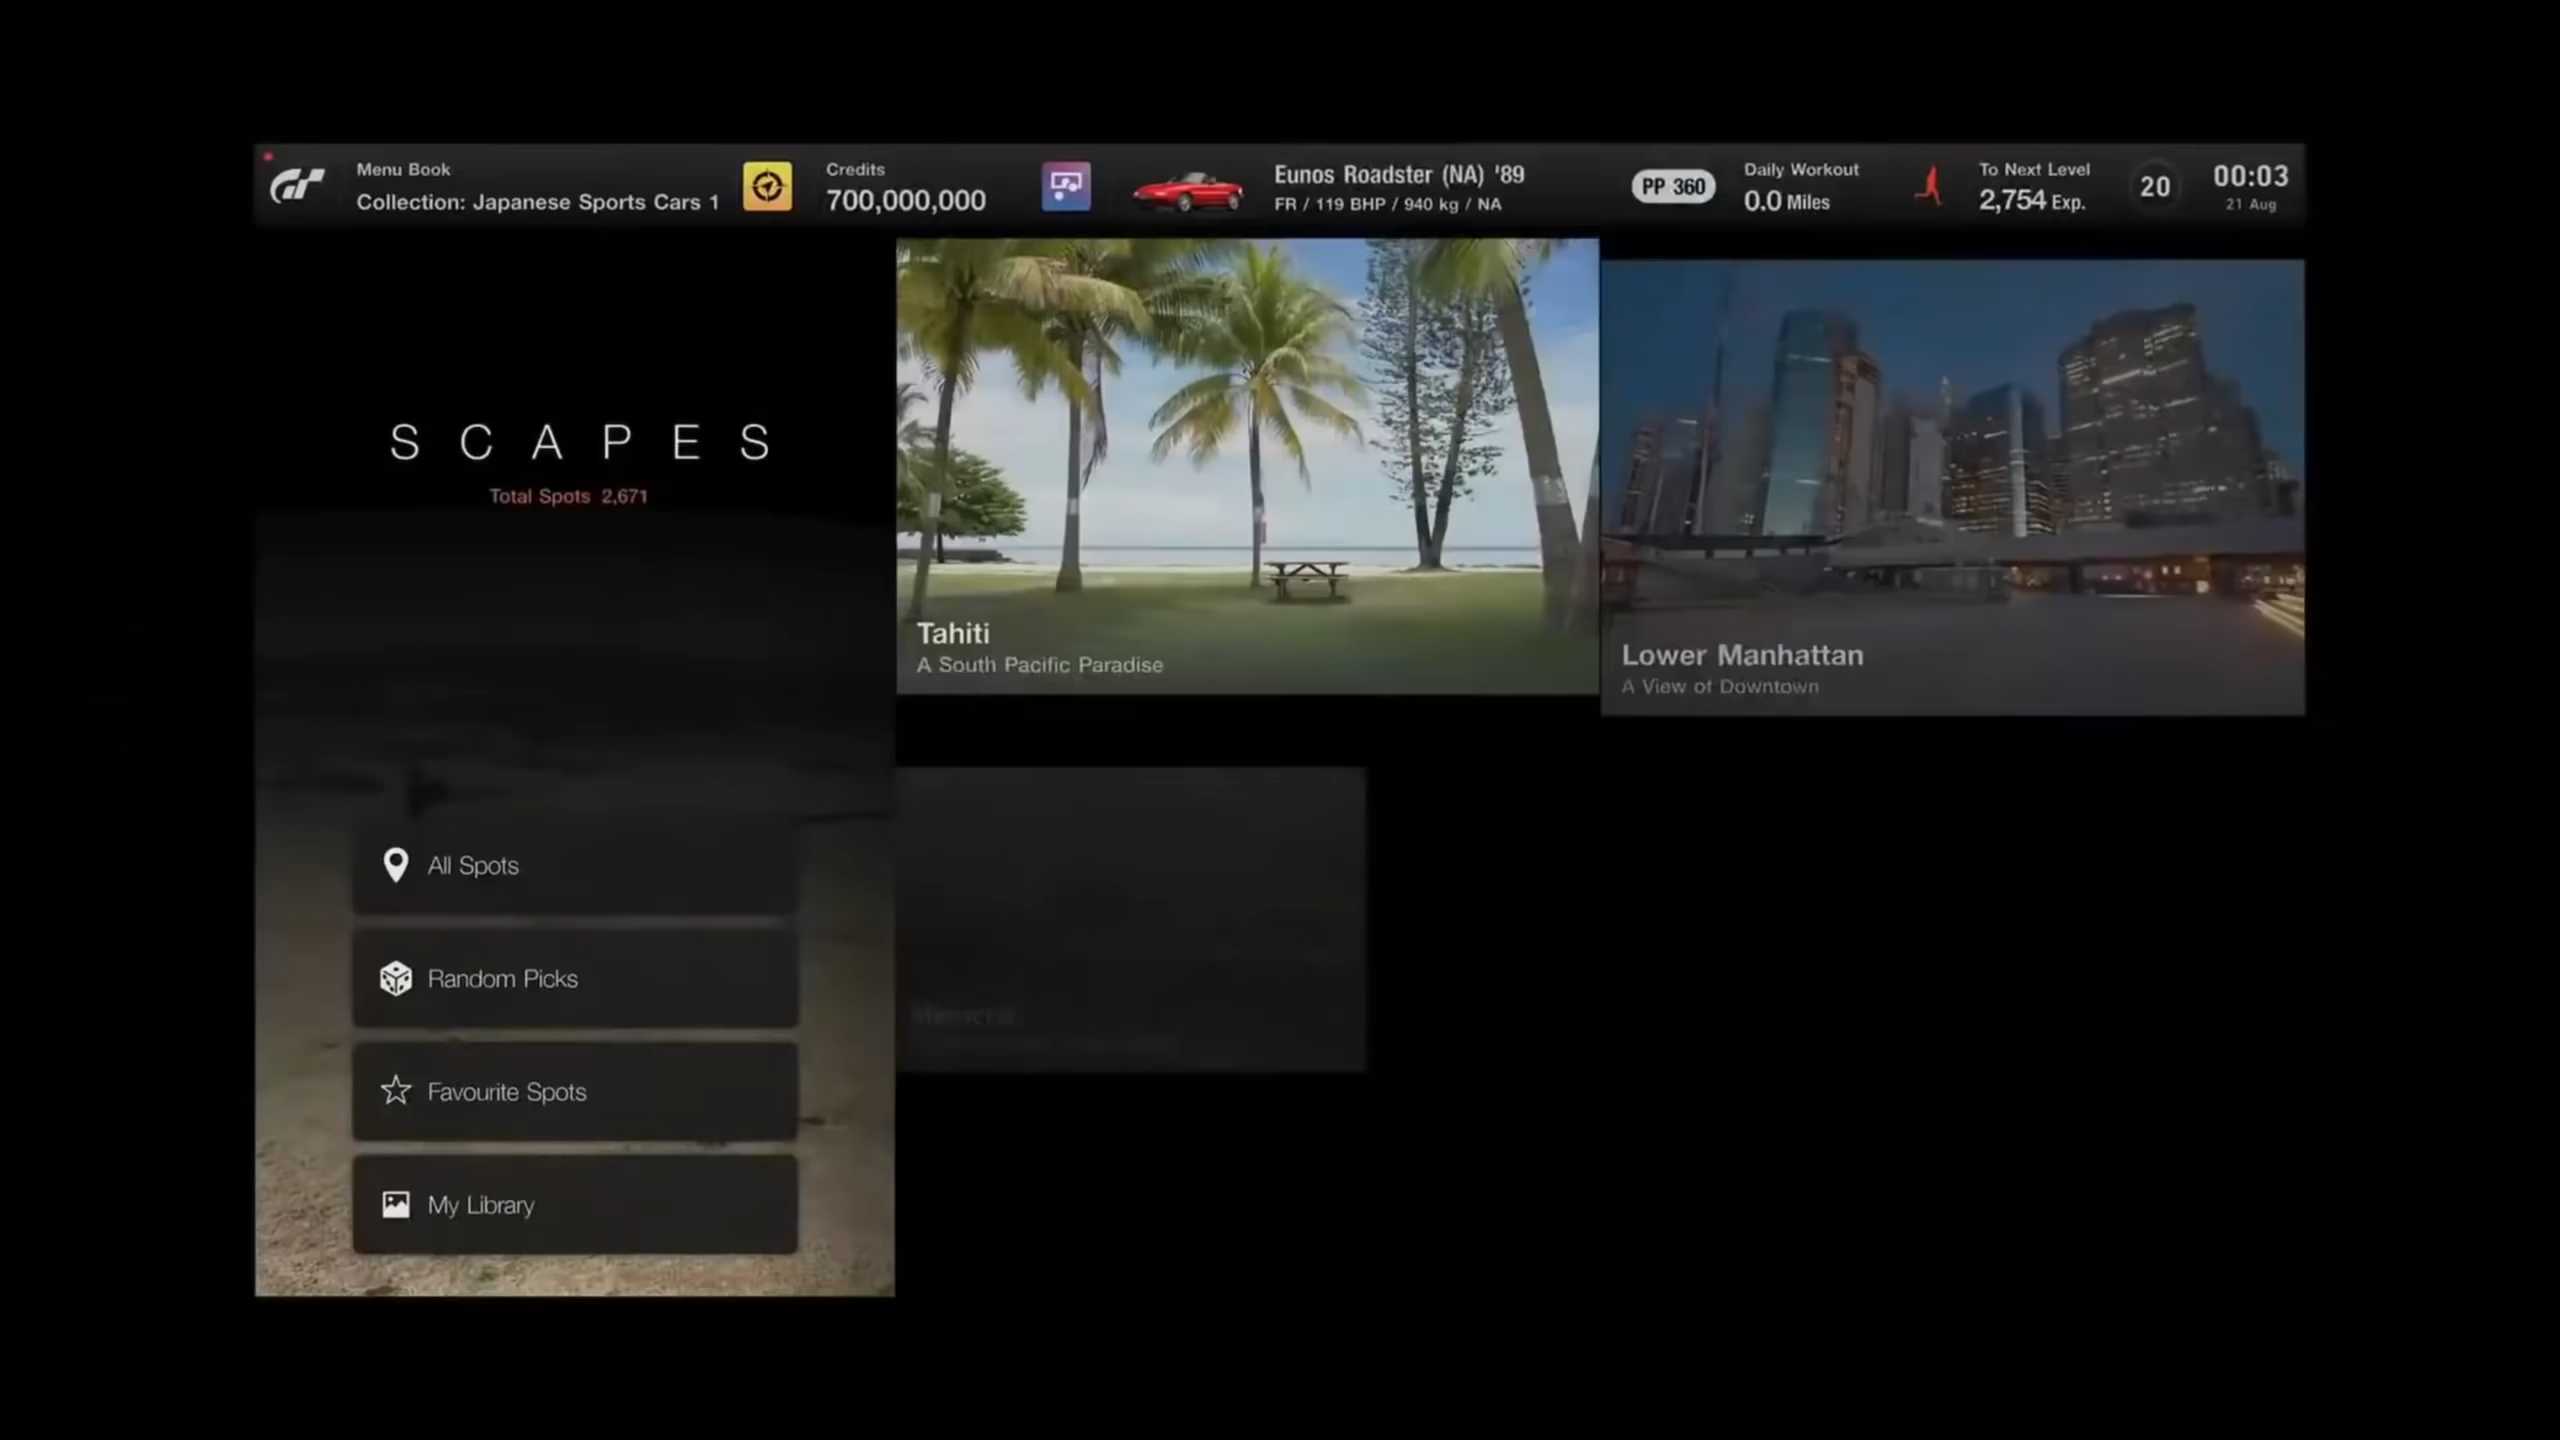 Menu Book
Collection: Japanese Sports Cars 1
Credits
700,000,000
Eunos Roadster (NA) '89
FR / 119 BHP / 940 kg / NA
PP 360
Daily Workout
0.0 Miles
To Next Level
2,754 Exp.
20
00:03
21 Aug
SCAPES
Total Spots 2,671
Tahiti
A South Pacific Paradise
Lower Manhattan
A View of Downtown
All Spots
Random Picks
Favourite Spots
My Library